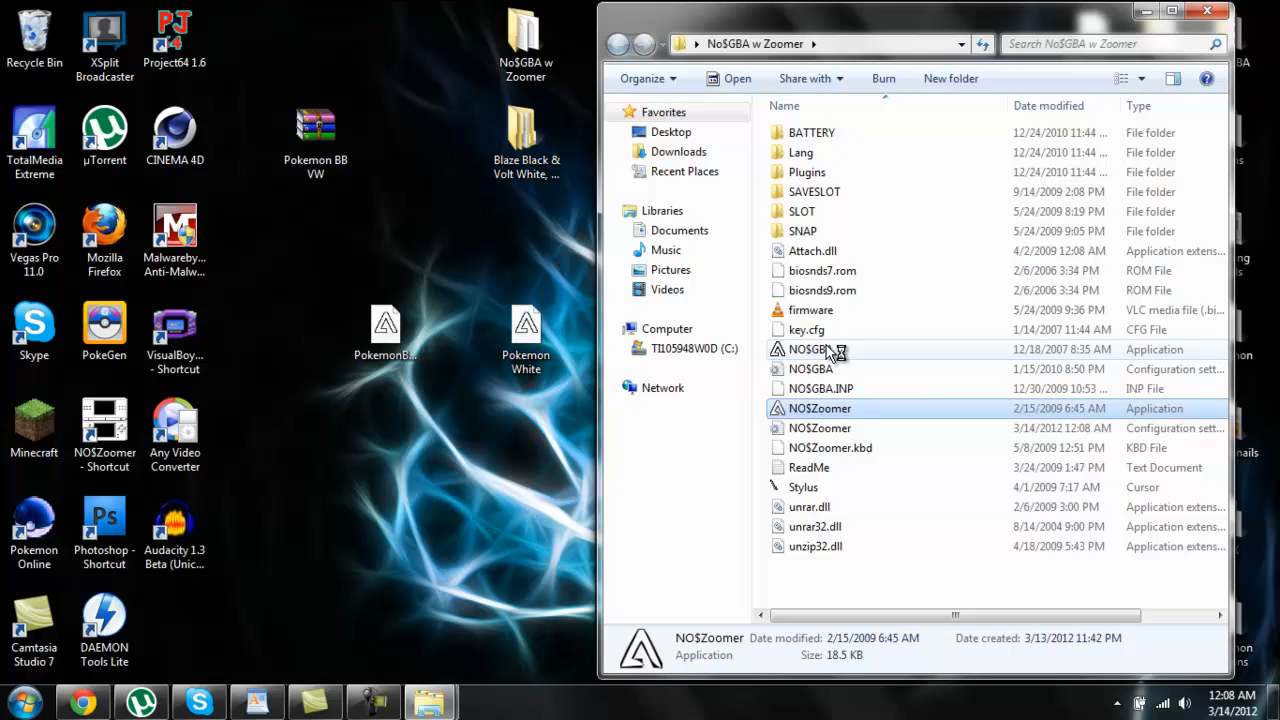 Recycle Bin
XSplit Broadcaster
Project64 1.6
TotalMedia Extreme
µTorrent
CINEMA 4D
Vegas Pro 11.0
Mozilla Firefox
Malwareby... Anti-Malw...
Skype
PokeGen
VisualBoy... - Shortcut
Minecraft
NO$Zoomer - Shortcut
Any Video Converter
Pokemon Online
Photoshop - Shortcut
Audacity 1.3 Beta (Unic...
Camtasia Studio 7
DAEMON Tools Lite
Pokemon BB VW
No$GBA w Zoomer
Blaze Black & Volt White, ...
PokemonB...
Pokemon White
No$GBA w Zoomer
Search No$GBA w Zoomer
Organize Open Share with Burn New folder
Favorites
Desktop
Downloads
Recent Places
Libraries
Documents
Music
Pictures
Videos
Computer
TI105948W0D (C:)
Network
Name Date modified Type
BATTERY 12/24/2010 11:44 ... File folder
Lang 12/24/2010 11:44 ... File folder
Plugins 12/24/2010 11:44 ... File folder
SAVESLOT 9/14/2009 2:08 PM File folder
SLOT 5/24/2009 8:19 PM File folder
SNAP 5/24/2009 9:05 PM File folder
Attach.dll 4/2/2009 12:08 AM Application extens...
biosnds7.rom 2/6/2006 3:34 PM ROM File
biosnds9.rom 2/6/2006 3:34 PM ROM File
firmware 5/24/2009 9:36 PM VLC media file (.bi...
key.cfg 1/14/2007 11:44 AM CFG File
12/18/2007 8:35 AM Application
NO$GBA 1/15/2010 8:50 PM Configuration sett...
NO$GBA.INP 12/30/2009 10:53 ... INP File
NO$Zoomer 2/15/2009 6:45 AM Application
NO$Zoomer 3/14/2012 12:08 AM Configuration sett...
NO$Zoomer.kbd 5/8/2009 12:51 PM KBD File
ReadMe 3/24/2009 1:47 PM Text Document
Stylus 4/1/2009 7:17 AM Cursor
unrar.dll 2/6/2009 3:00 PM Application extens...
unrar32.dll 8/14/2004 9:00 PM Application extens...
unzip32.dll 4/18/2009 5:43 PM Application extens...
NO$Zoomer Date modified: 2/15/2009 6:45 AM Date created: 3/13/2012 11:42 PM
Application Size: 18.5 KB
12:08 AM
3/14/2012